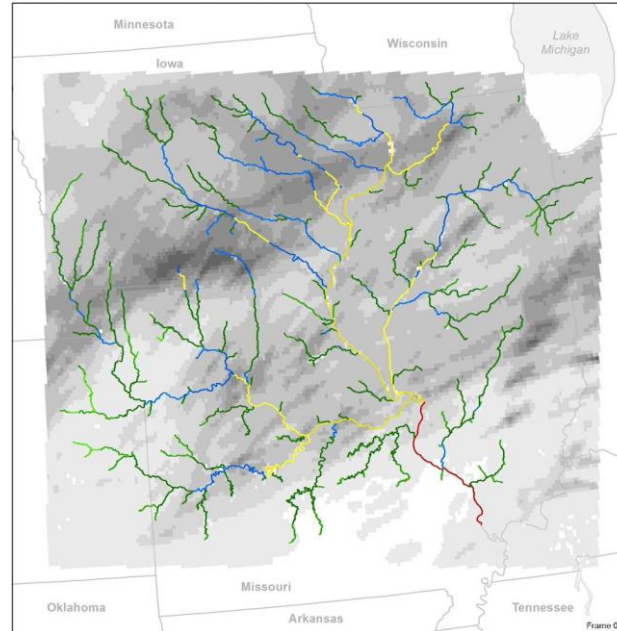 Minnesota
Wisconsin
Lake
Michigan
Iowa
Missouri
Oklahoma
Arkansas
Tennessee